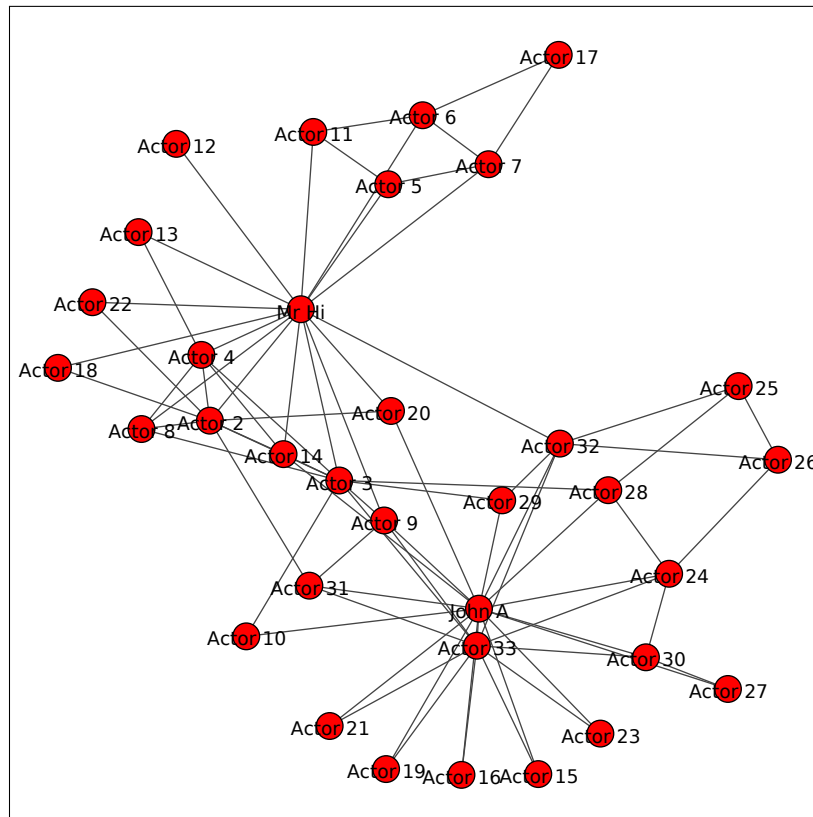 Actor 17
Actor 6
Actor 11
Actor 12
Actor 7
Actor 5
Actor 13
Actor 22
Mr Hi
Actor 4
Actor 18
Actor 25
Actor 20
Actor 2
Actor 8
Actor 32
Actor 14
Actor 26
Actor 3
Actor 28
Actor 29
Actor 9
Actor 24
Actor 31
John A
Actor 10
Actor 33
Actor 30
Actor 27
Actor 21
Actor 23
Actor 19
Actor 16
Actor 15